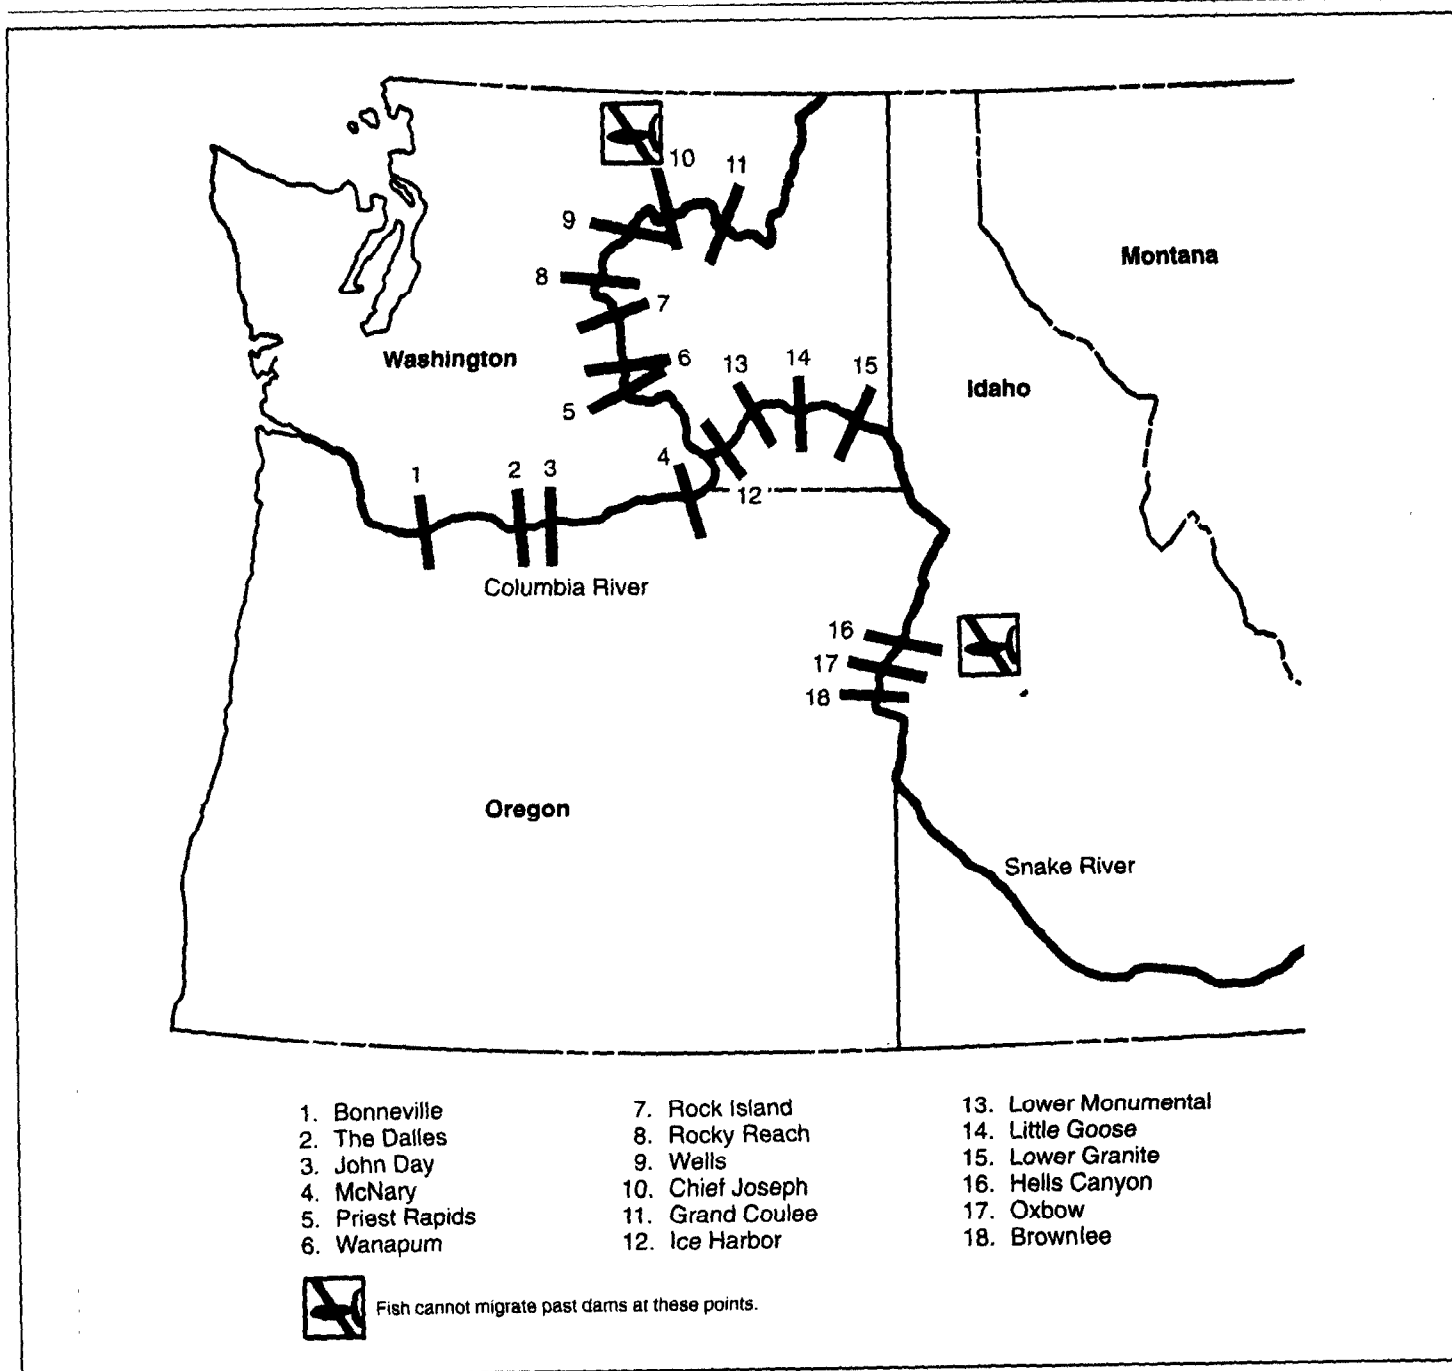 10
11
9
Montana
8
7
Washington
6
13
14
15
Idaho
5
4
1
2
3
12
Columbia River
16
17
18
Oregon
Snake River
1. Bonneville
2. The Dalles
3. John Day
4. McNary
5. Priest Rapids
6. Wanapum
7. Rock Island
8. Rocky Reach
9. Wells
10. Chief Joseph
11. Grand Coulee
12. Ice Harbor
13. Lower Monumental
14. Little Goose
15. Lower Granite
16. Hells Canyon
17. Oxbow
18. Brownlee
Fish cannot migrate past dams at these points.